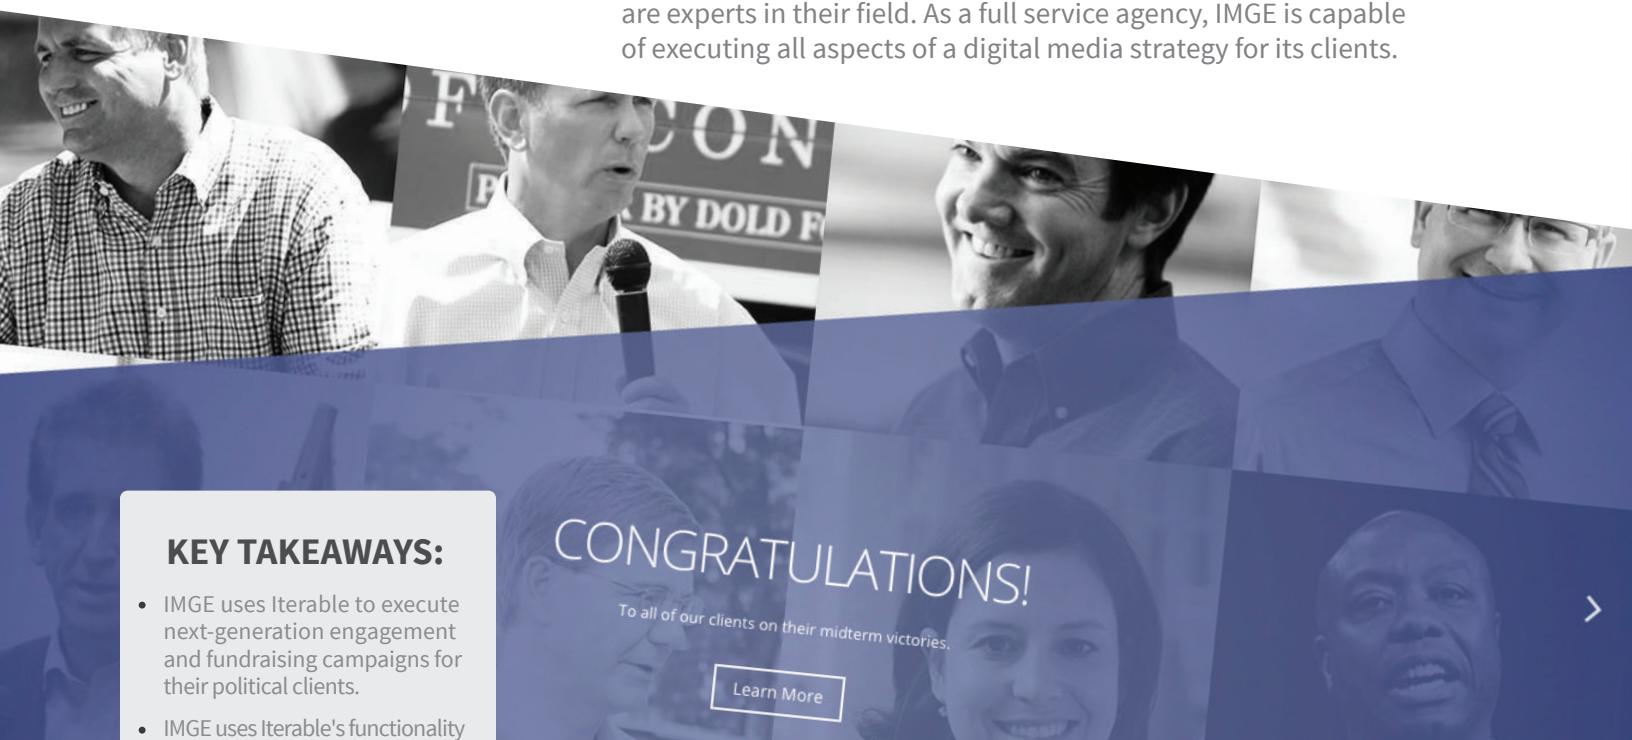 are experts in their field. As a full service agency, IMGE is capable
of executing all aspects of a digital media strategy for its clients.
F CON
BY DOLD
CONGRATULATIONS!
To all of our clients on their midterm victories.
Learn More
KEY TAKEAWAYS:
• IMGE uses Iterable to execute
next-generation engagement
and fundraising campaigns for
their political clients.
• IMGE uses Iterable's functionality